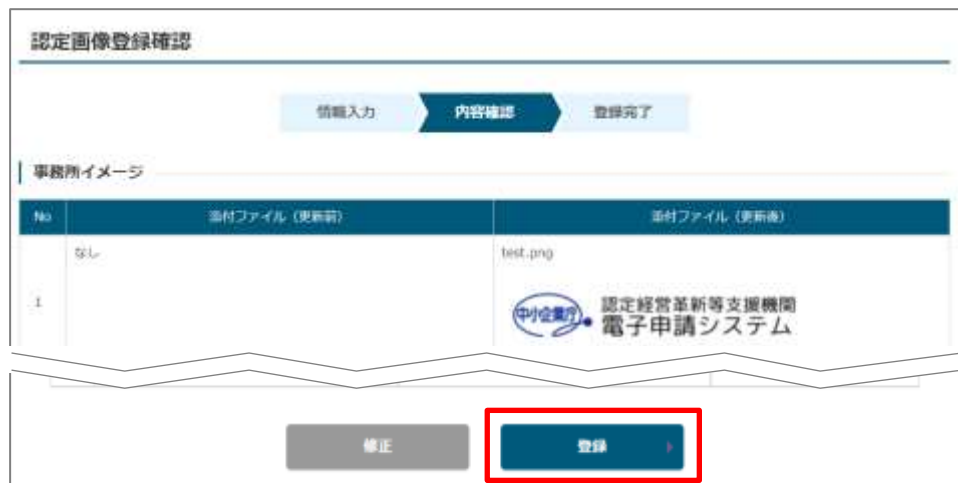 認定画像登録確認
情報入力 内容確認 登録完了
事務所イメージ
No 添付ファイル（更新前） 添付ファイル（更新後）
なし test.png
1
中小企業庁 認定経営革新等支援機関
電子申請システム
修正 登録